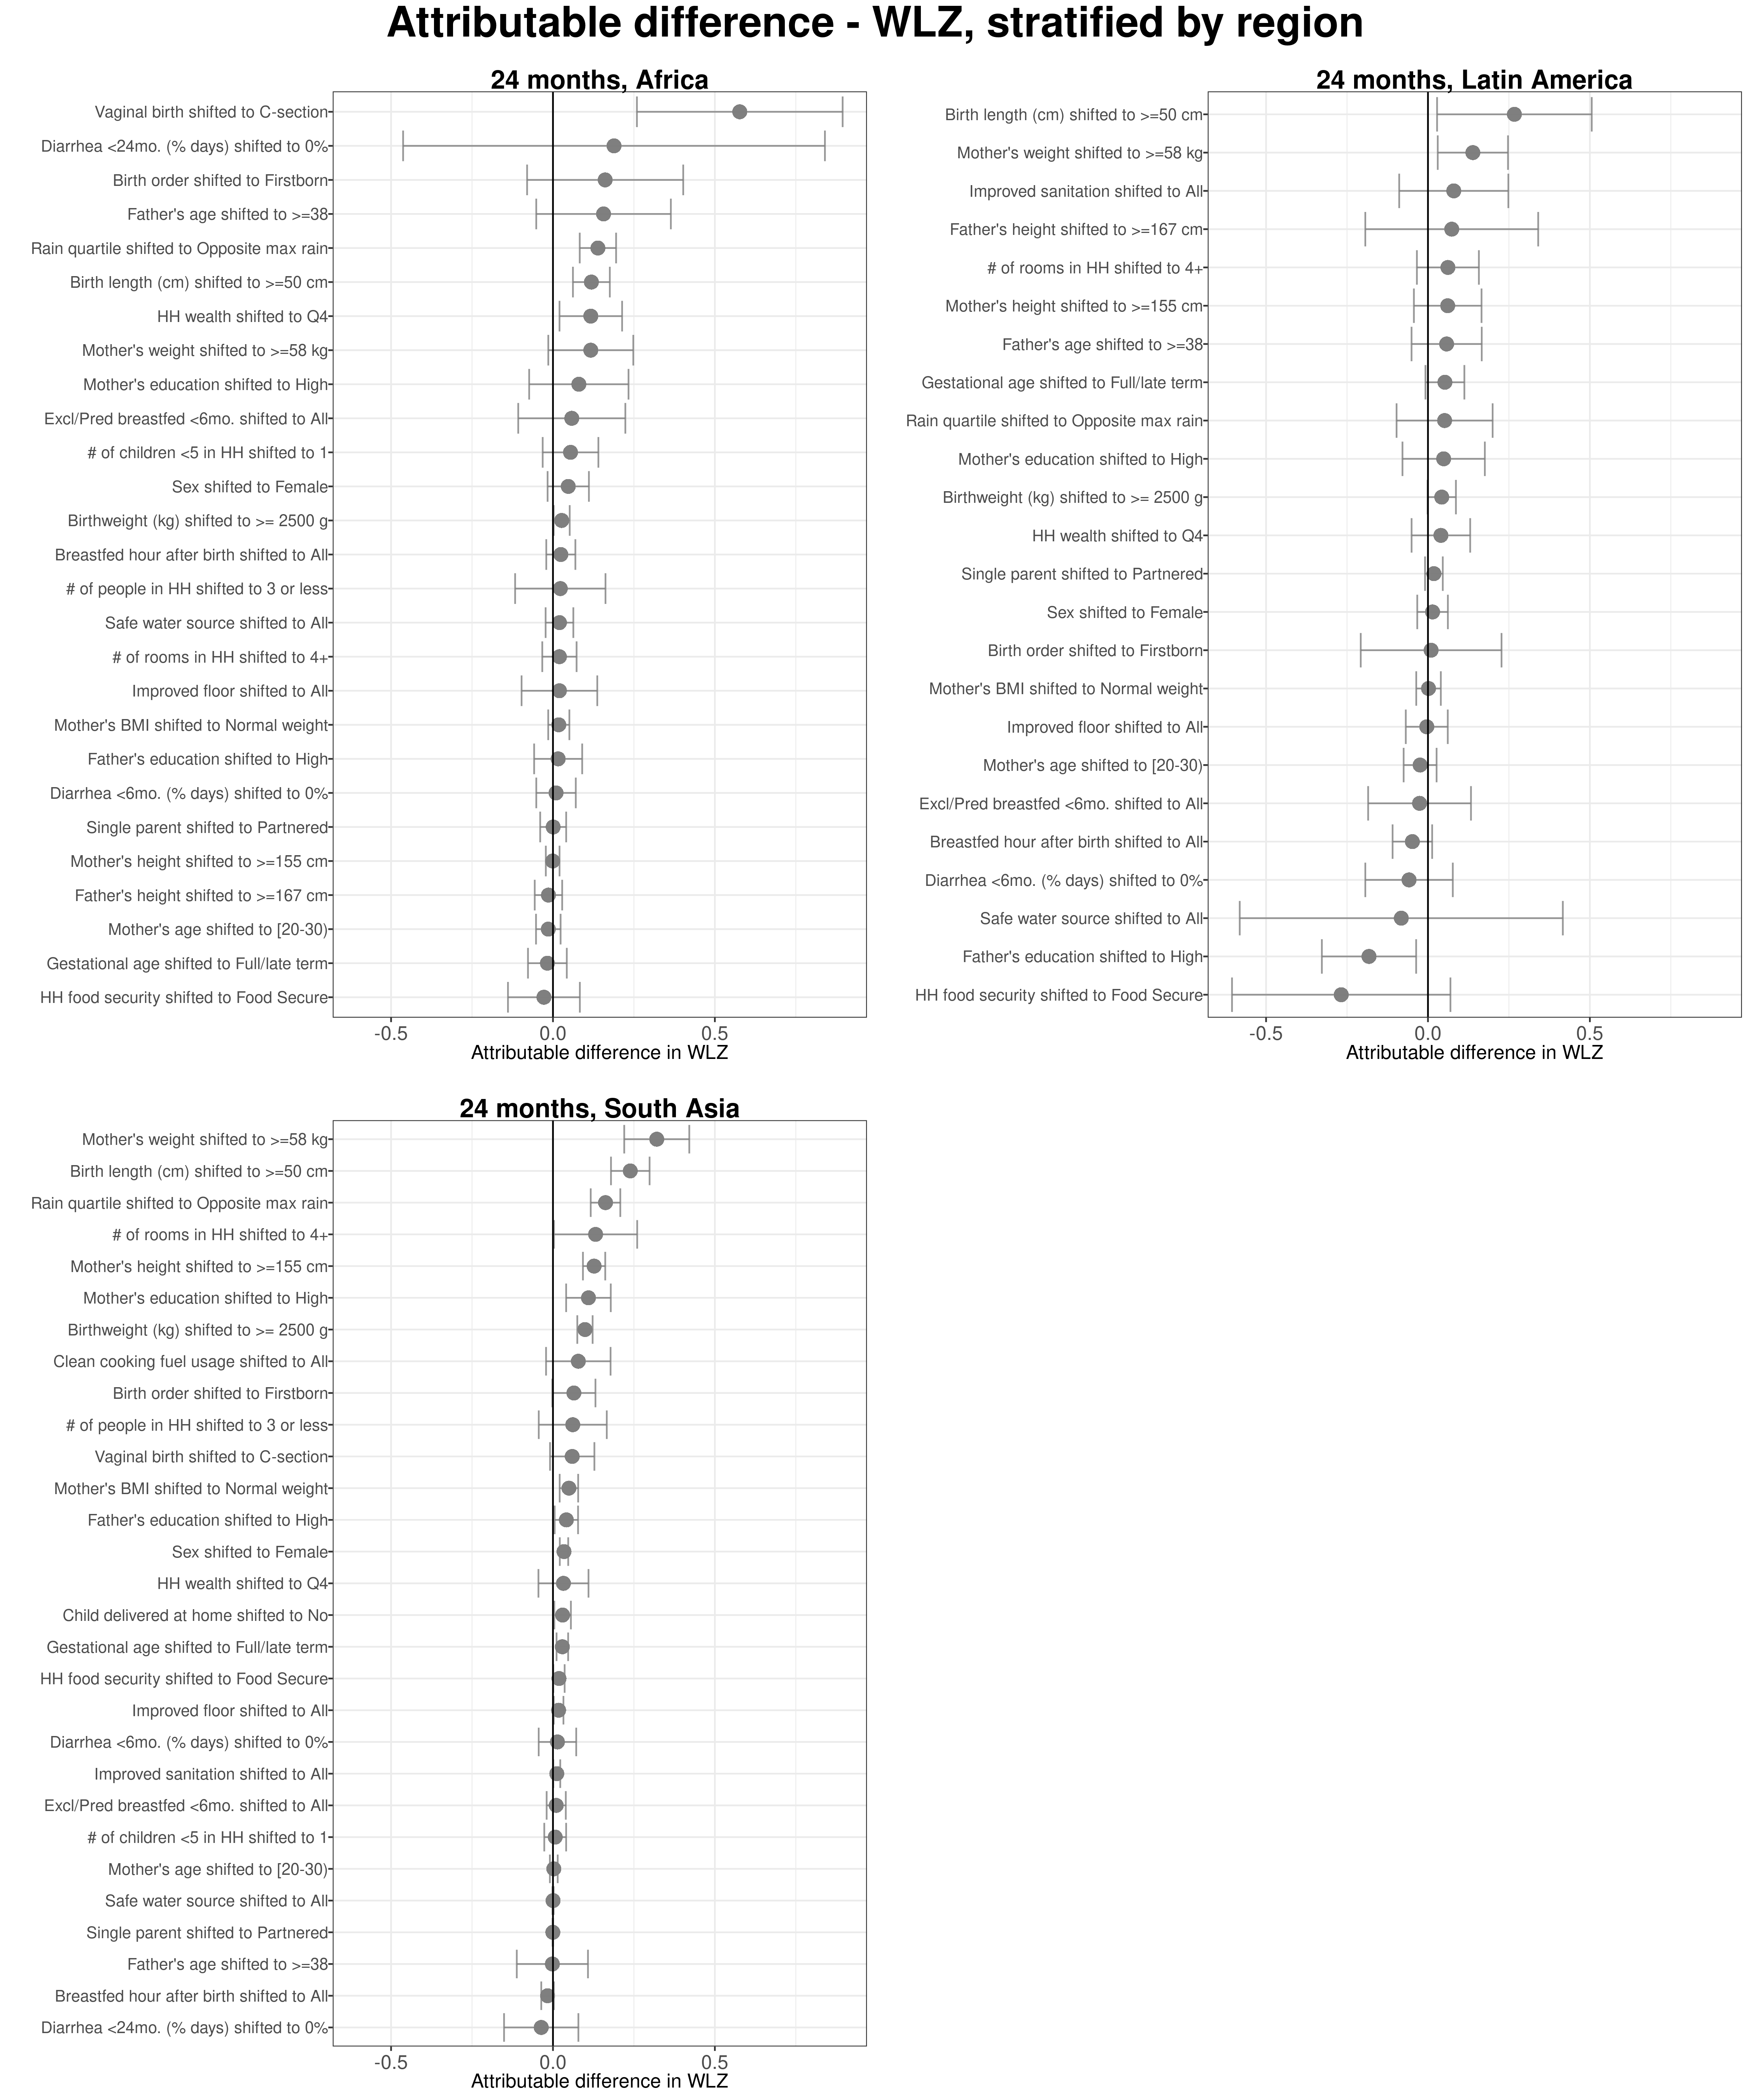 Attributable difference - WLZ, stratified by region
24 months, Africa
Vaginal birth shifted to C-section
Diarrhea <24mo. (% days) shifted to 0%
Birth order shifted to Firstborn
Father's age shifted to >=38
Rain quartile shifted to Opposite max rain
Birth length (cm) shifted to >=50 cm
HH wealth shifted to Q4
Mother's weight shifted to >=58 kg
Mother's education shifted to High
Excl/Pred breastfed <6mo. shifted to All
# of children <5 in HH shifted to 1
Sex shifted to Female
Birthweight (kg) shifted to >= 2500 g
Breastfed hour after birth shifted to All
# of people in HH shifted to 3 or less
Safe water source shifted to All
# of rooms in HH shifted to 4+
Improved floor shifted to All
Mother's BMI shifted to Normal weight
Father's education shifted to High
Diarrhea <6mo. (% days) shifted to 0%
Single parent shifted to Partnered
Mother's height shifted to >=155 cm
Father's height shifted to >=167 cm
Mother's age shifted to [20-30)
Gestational age shifted to Full/late term
HH food security shifted to Food Secure
-0.5 0.0 0.5
Attributable difference in WLZ
24 months, Latin America
Birth length (cm) shifted to >=50 cm
Mother's weight shifted to >=58 kg
Improved sanitation shifted to All
Father's height shifted to >=167 cm
# of rooms in HH shifted to 4+
Mother's height shifted to >=155 cm
Father's age shifted to >=38
Gestational age shifted to Full/late term
Rain quartile shifted to Opposite max rain
Mother's education shifted to High
Birthweight (kg) shifted to >= 2500 g
HH wealth shifted to Q4
Single parent shifted to Partnered
Sex shifted to Female
Birth order shifted to Firstborn
Mother's BMI shifted to Normal weight
Improved floor shifted to All
Mother's age shifted to [20-30)
Excl/Pred breastfed <6mo. shifted to All
Breastfed hour after birth shifted to All
Diarrhea <6mo. (% days) shifted to 0%
Safe water source shifted to All
Father's education shifted to High
HH food security shifted to Food Secure
-0.5 0.0 0.5
Attributable difference in WLZ
24 months, South Asia
Mother's weight shifted to >=58 kg
Birth length (cm) shifted to >=50 cm
Rain quartile shifted to Opposite max rain
# of rooms in HH shifted to 4+
Mother's height shifted to >=155 cm
Mother's education shifted to High
Birthweight (kg) shifted to >= 2500 g
Clean cooking fuel usage shifted to All
Birth order shifted to Firstborn
# of people in HH shifted to 3 or less
Vaginal birth shifted to C-section
Mother's BMI shifted to Normal weight
Father's education shifted to High
Sex shifted to Female
HH wealth shifted to Q4
Child delivered at home shifted to No
Gestational age shifted to Full/late term
HH food security shifted to Food Secure
Improved floor shifted to All
Diarrhea <6mo. (% days) shifted to 0%
Improved sanitation shifted to All
Excl/Pred breastfed <6mo. shifted to All
# of children <5 in HH shifted to 1
Mother's age shifted to [20-30)
Safe water source shifted to All
Single parent shifted to Partnered
Father's age shifted to >=38
Breastfed hour after birth shifted to All
Diarrhea <24mo. (% days) shifted to 0%
-0.5 0.0 0.5
Attributable difference in WLZ